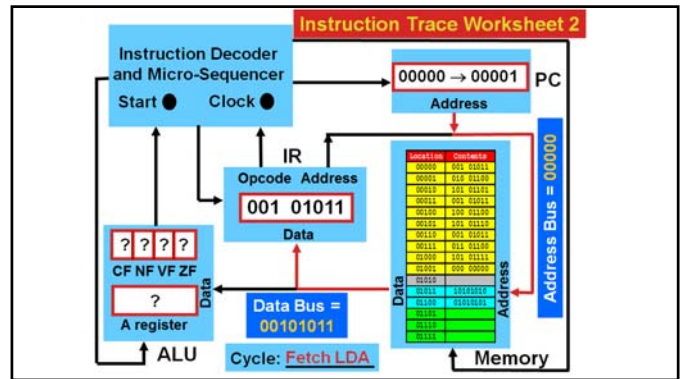 Instruction Trace Worksheet 2
Instruction Decoder
and Micro-Sequencer
Start
Clock
00000 → 00001
PC
Address
IR
Opcode Address
001 01011
Data
? ? ? ?
CF NF VF ZF
?
A register
Data
ALU
Data Bus =
00101011
Cycle: Fetch LDA
Location Contents
00000 001 01011
00001 010 01100
00010 101 01101
00011 001 01011
00100 100 01100
00101 101 01110
00110 001 01011
00111 011 01100
01000 101 01111
01001 000 00000
01010
01011 10101010
01100 01010101
01101
01110
01111
Data
Address
Memory
Address Bus = 00000